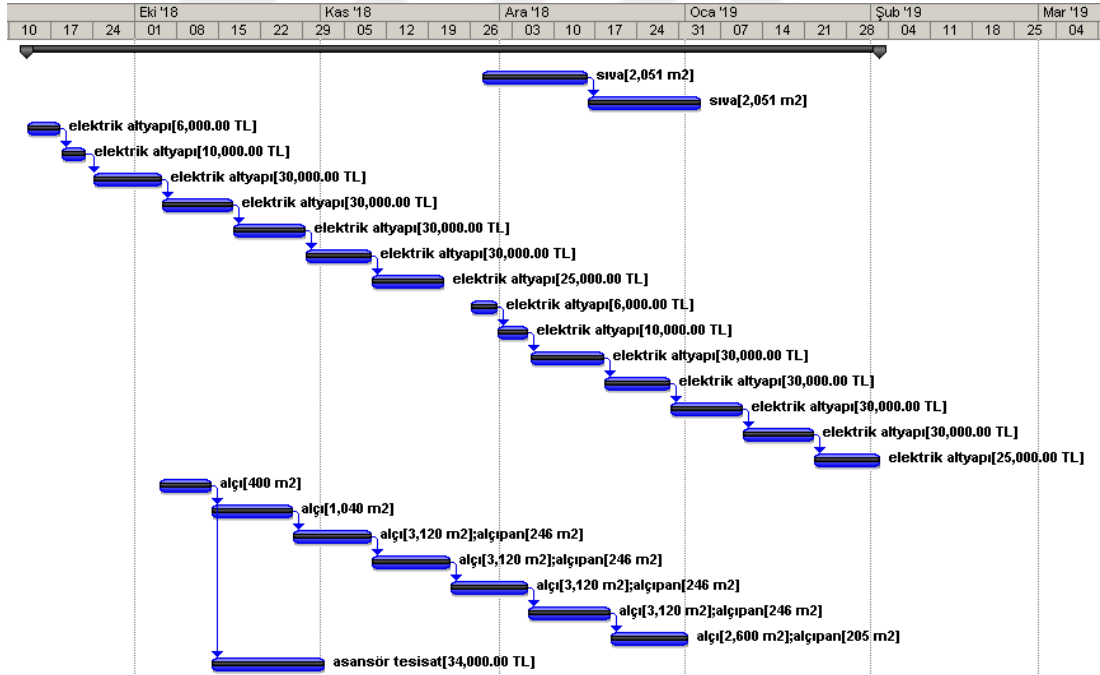 Eki '18 Kas '18 Ara '18 Oca '19 Şub '19 Mar '19
10 17 24 01 08 15 22 29 05 12 19 26 03 10 17 24 31 07 14 21 28 04 11 18 25 04
sıva[2,051 m2]
sıva[2,051 m2]
elektrik altyapı[6,000.00 TL]
elektrik altyapı[10,000.00 TL]
elektrik altyapı[30,000.00 TL]
elektrik altyapı[30,000.00 TL]
elektrik altyapı[30,000.00 TL]
elektrik altyapı[30,000.00 TL]
elektrik altyapı[25,000.00 TL]
elektrik altyapı[6,000.00 TL]
elektrik altyapı[10,000.00 TL]
elektrik altyapı[30,000.00 TL]
elektrik altyapı[30,000.00 TL]
elektrik altyapı[30,000.00 TL]
elektrik altyapı[30,000.00 TL]
elektrik altyapı[25,000.00 TL]
alçı[400 m2]
alçı[1,040 m2]
alçı[3,120 m2];alçıpan[246 m2]
alçı[3,120 m2];alçıpan[246 m2]
alçı[3,120 m2];alçıpan[246 m2]
alçı[3,120 m2];alçıpan[246 m2]
alçı[2,600 m2];alçıpan[205 m2]
asansör tesisat[34,000.00 TL]